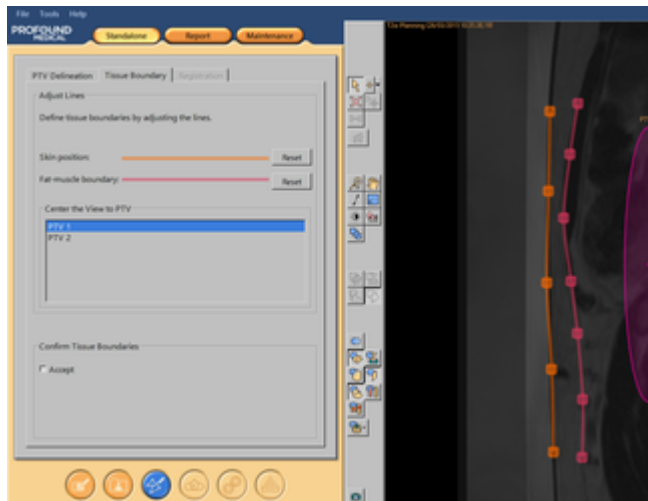 File Tools Help
PROFOUND
MEDICAL
Standalone Report Maintenance
PTV Delineation Tissue Boundary Registration
Adjust Lines
Define tissue boundaries by adjusting the lines.
Skin position: Reset
Fat-muscle boundary: Reset
Center the View to PTV
PTV 1
PTV 2
Confirm Tissue Boundaries
Accept